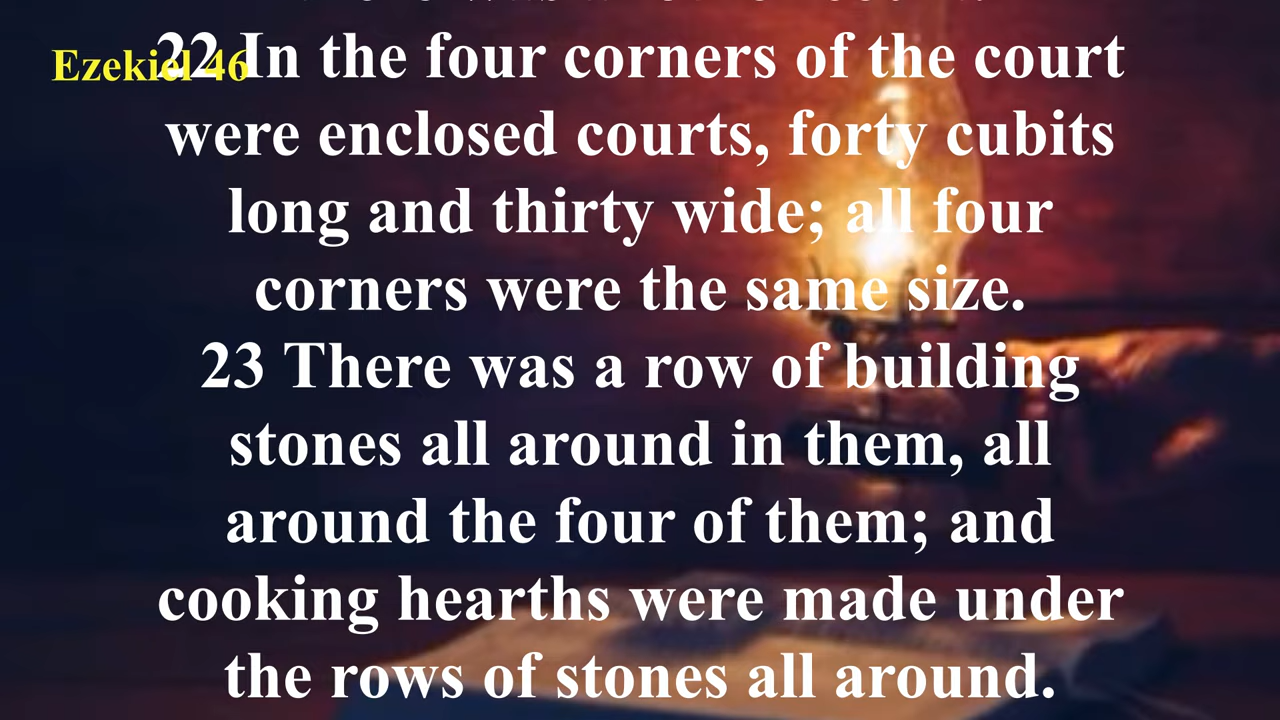 Ezekiel 46
22 In the four corners of the court
were enclosed courts, forty cubits
long and thirty wide; all four
corners were the same size.
23 There was a row of building
stones all around in them, all
around the four of them; and
cooking hearths were made under
the rows of stones all around.